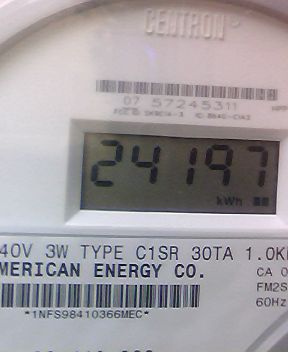 CENTRON
07 57245311
24197
kWh
40V 3W TYPE C1SR 30TA 1.0K
MERICAN ENERGY CO.
CA 0
FM2S
60Hz
*1NFS98410366MEC*